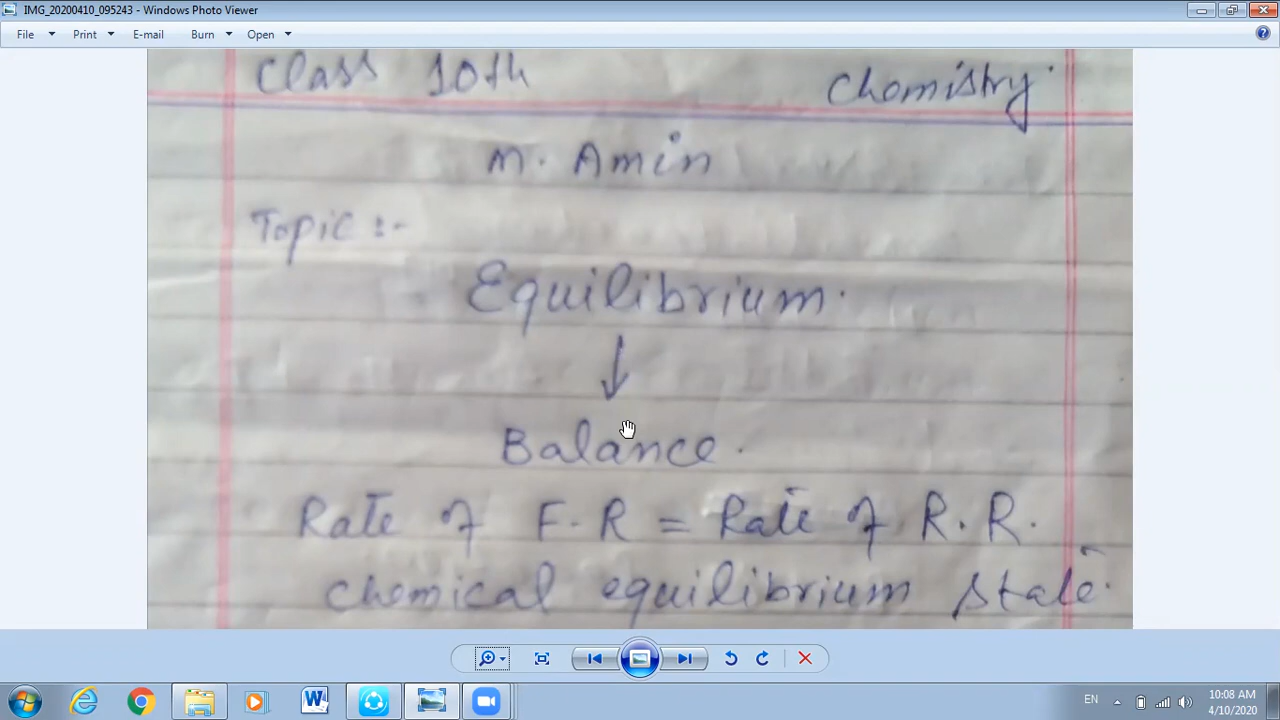 IMG_20200410_095243 - Windows Photo Viewer
File Print E-mail Burn Open
Class 10th Chemistry.
M. Amin
Topic :-
Equilibrium.
↓
Balance.
Rate of F.R = Rate of R.R.
Chemical equilibrium state.
EN 10:08 AM
4/10/2020